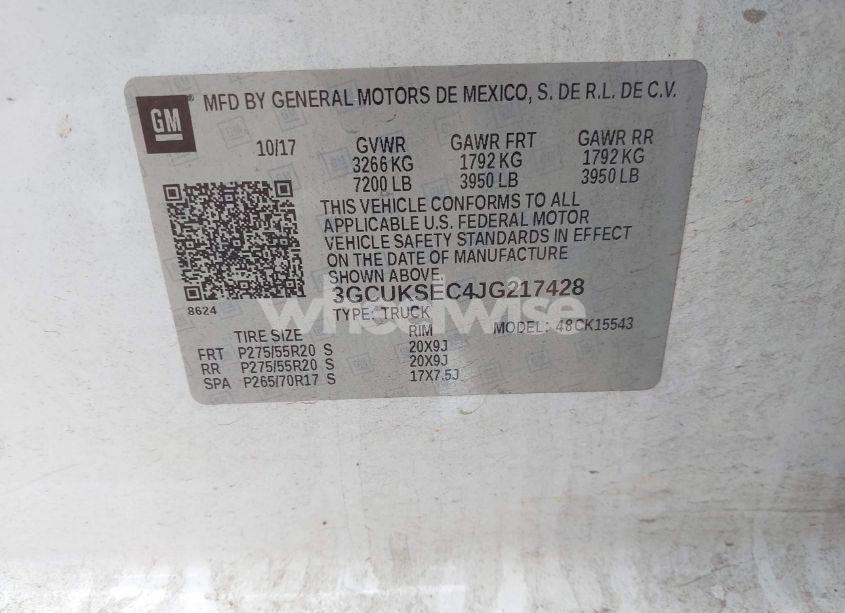 GM
MFD BY GENERAL MOTORS DE MEXICO, S. DE R.L. DE C.V.
10/17 GVWR GAWR FRT GAWR RR
3266 KG 1792 KG 1792 KG
7200 LB 3950 LB 3950 LB
THIS VEHICLE CONFORMS TO ALL
APPLICABLE U.S. FEDERAL MOTOR
VEHICLE SAFETY STANDARDS IN EFFECT
ON THE DATE OF MANUFACTURE
SHOWN ABOVE.
8624
3GCUKSEC4JG217428
wheelwise
TYPE: TRUCK MODEL: 48CK15543
TIRE SIZE RIM
FRT P275/55R20 S 20X9J
RR P275/55R20 S 20X9J
SPA P265/70R17 S 17X7.5J